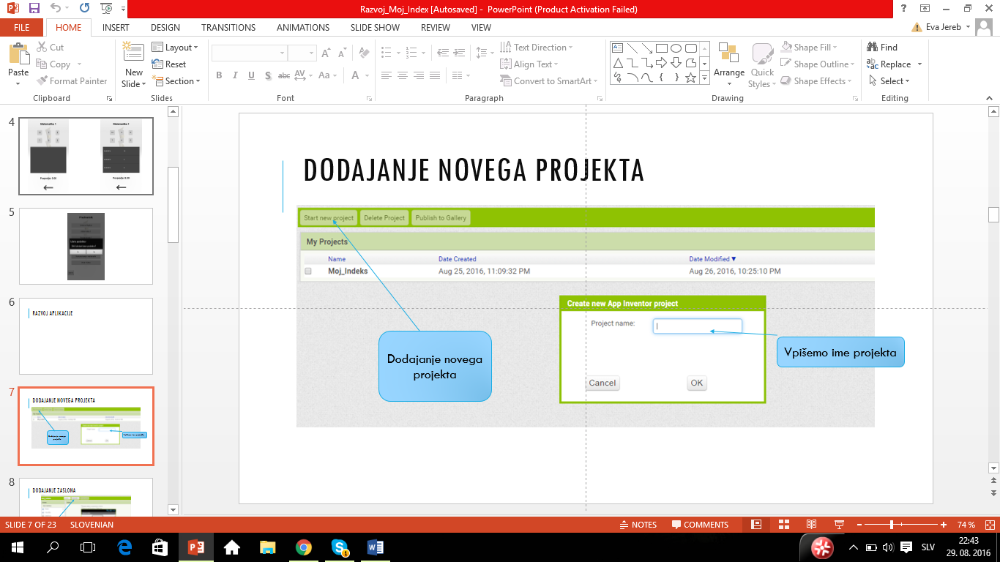 Razvoj_Moj_Index [Autosaved] - PowerPoint (Product Activation Failed)
FILE HOME INSERT DESIGN TRANSITIONS ANIMATIONS SLIDE SHOW REVIEW VIEW
Eva Jereb
Paste
Cut
Copy
Format Painter
Clipboard
New
Slide
Layout
Reset
Section
Slides
Font
Text Direction
Align Text
Convert to SmartArt
Paragraph
Arrange
Quick
Styles
Shape Fill
Shape Outline
Shape Effects
Drawing
Find
Replace
Select
Editing
4
Matematika 1 Matematika 1
5
6
RAZVOJ APLIKACIJE
7
DODAJANJE NOVEGA PROJEKTA
8
DODAJANJE ZASLONA
DODAJANJE NOVEGA PROJEKTA
Start new project Delete Project Publish to Gallery
My Projects
Name Date Created Date Modified ▼
Moj_Indeks Aug 25, 2016, 11:09:32 PM Aug 26, 2016, 10:25:10 PM
Create new App Inventor project
Project name:
Cancel OK
Dodajanje novega
projekta
Vpišemo ime projekta
SLIDE 7 OF 23 SLOVENIAN NOTES COMMENTS 74 %
SLV
22:43
29. 08. 2016